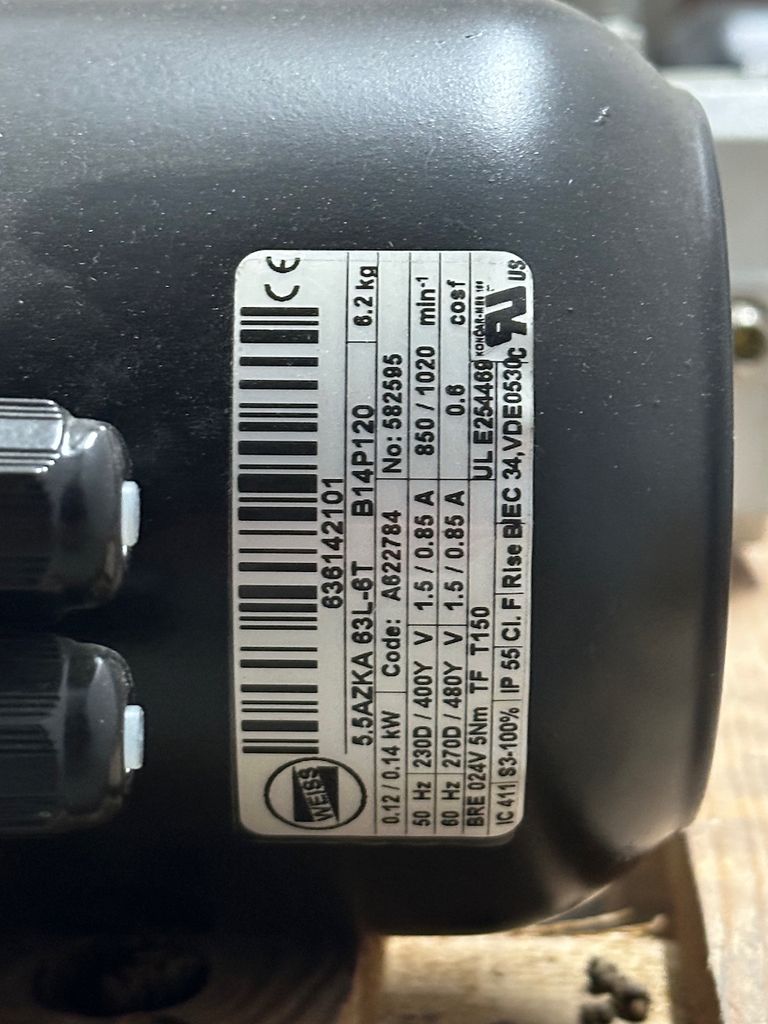 WEISS
CE
636142101
5.5AZKA 63L-6T B14P120 6.2 kg
0.12 / 0.14 kW Code: A622784 No: 582595
50 Hz 230D / 400Y V 1.5 / 0.85 A 850 / 1020 min-1
60 Hz 270D / 480Y V 1.5 / 0.85 A 0.6 cosf
BRE 024V 5Nm TF T150 UL E254469
KONČAR-MES
IC 411 S3-100% IP 55 Cl. F Rise B IEC 34, VDE0530
c US